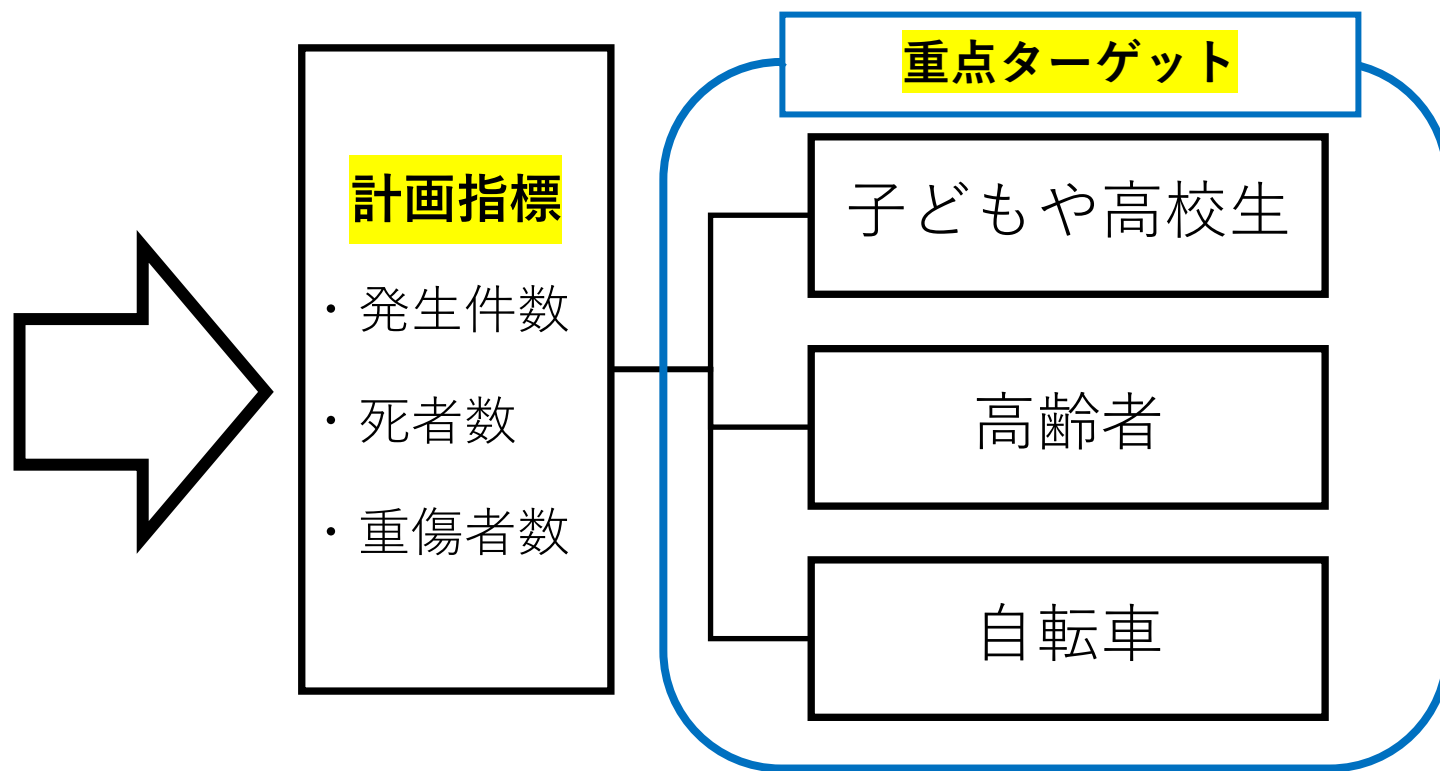 計画指標
・発生件数
・死者数
・重傷者数
重点ターゲット
子どもや高校生
高齢者
自転車